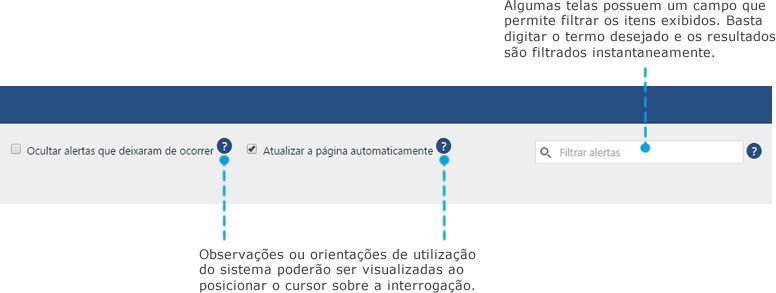 Algumas telas possuem um campo que
permite filtrar os itens exibidos. Basta
digitar o termo desejado e os resultados
são filtrados instantaneamente.
Ocultar alertas que deixaram de ocorrer ? Atualizar a página automaticamente ? Filtrar alertas ?
Observações ou orientações de utilização
do sistema poderão ser visualizadas ao
posicionar o cursor sobre a interrogação.